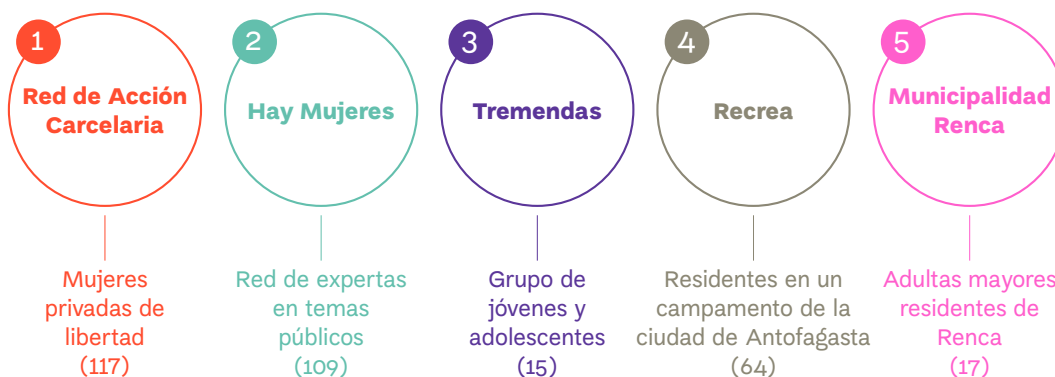 1
Red de Acción
Carcelaria
Mujeres
privadas de
libertad
(117)
2
Hay Mujeres
Red de expertas
en temas
públicos
(109)
3
Tremendas
Grupo de
jóvenes y
adolescentes
(15)
4
Recrea
Residentes en un
campamento de la
ciudad de Antofagasta
(64)
5
Municipalidad
Renca
Adultas mayores
residentes de
Renca
(17)